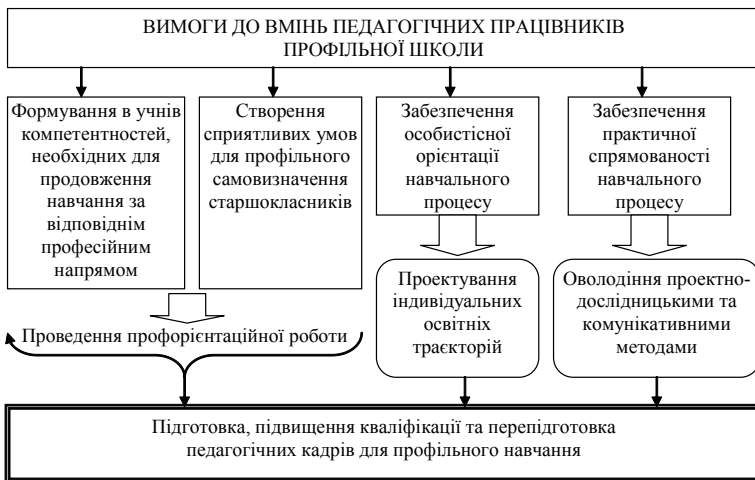 ВИМОГИ ДО ВМІНЬ ПЕДАГОГІЧНИХ ПРАЦІВНИКІВ
ПРОФІЛЬНОЇ ШКОЛИ
Формування в учнів
компетентностей,
необхідних для
продовження
навчання за
відповіднім
професійним
напрямом
Створення
сприятливих умов
для профільного
самовизначення
старшокласників
Забезпечення
особистісної
орієнтації
навчального
процесу
Забезпечення
практичної
спрямованості
навчального
процесу
Проведення профорієнтаційної роботи
Проектування
індивідуальних
освітніх
траєкторій
Оволодіння проектно-
дослідницькими та
комунікативними
методами
Підготовка, підвищення кваліфікації та перепідготовка
педагогічних кадрів для профільного навчання